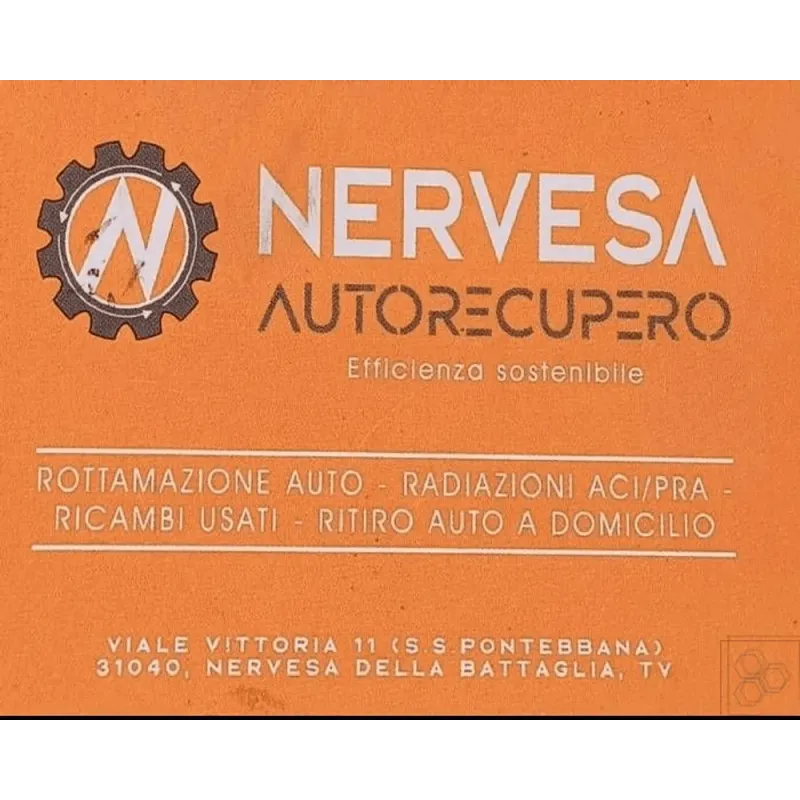 N
NERVESA
AUTORECUPERO
Efficienza sostenibile
ROTTAMAZIONE AUTO - RADIAZIONI ACI/PRA -
RICAMBI USATI - RITIRO AUTO A DOMICILIO
VIALE VITTORIA 11 (S.S.PONTEBBANA)
31040, NERVESA DELLA BATTAGLIA, TV